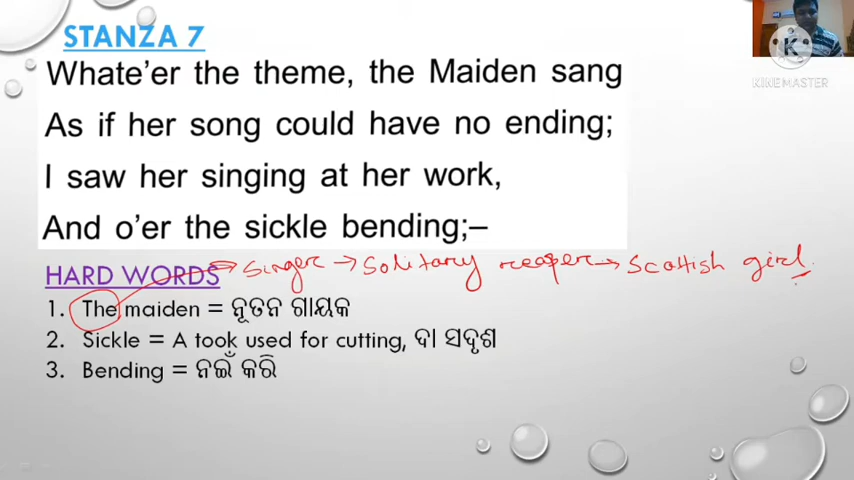 STANZA 7
Whate'er the theme, the Maiden sang
As if her song could have no ending;
I saw her singing at her work,
And o'er the sickle bending;–
HARD WORDS → Singer → Solitary reaper → Scottish girl.
1. The maiden = ନୂତନ ଗାୟକ
2. Sickle = A took used for cutting, ଦା ସଦୃଶ
3. Bending = ନଇଁ କରି
K
KINEMASTER